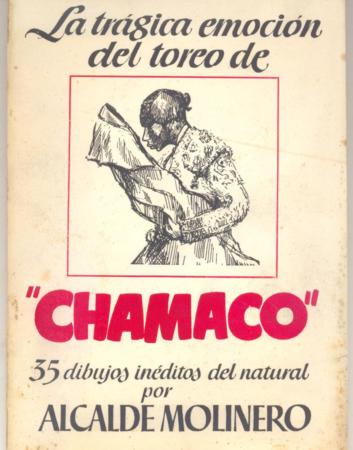 La trágica emoción
del toreo de
"CHAMACO"
35 dibujos inéditos del natural
por
ALCALDE MOLINERO